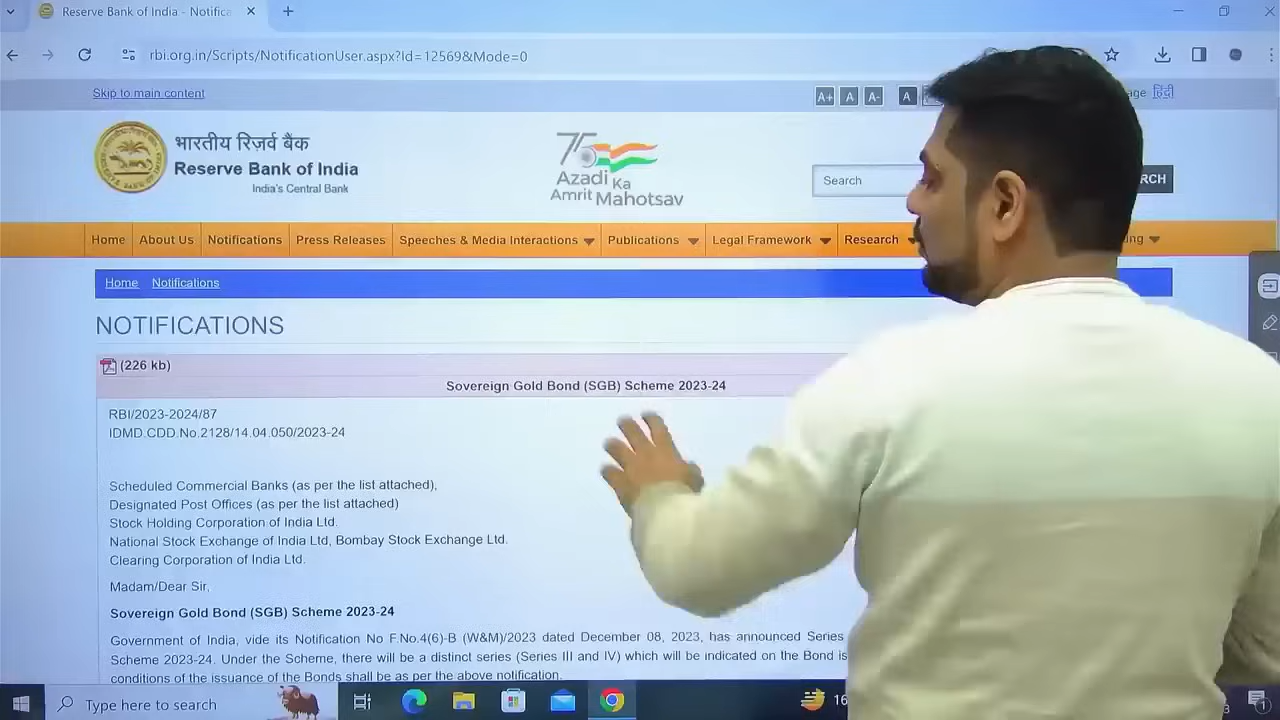 Reserve Bank of India - Notifica
rbi.org.in/Scripts/NotificationUser.aspx?Id=12569&Mode=0
Skip to main content
A+ A A- A
age हिंदी
भारतीय रिज़र्व बैंक
Reserve Bank of India
India's Central Bank
75
Azadi Ka
Amrit Mahotsav
Search
RCH
Home About Us Notifications Press Releases Speeches & Media Interactions Publications Legal Framework Research ing
Home Notifications
NOTIFICATIONS
(226 kb)
Sovereign Gold Bond (SGB) Scheme 2023-24
RBI/2023-2024/87
IDMD.CDD.No.2128/14.04.050/2023-24
Scheduled Commercial Banks (as per the list attached),
Designated Post Offices (as per the list attached)
Stock Holding Corporation of India Ltd.
National Stock Exchange of India Ltd, Bombay Stock Exchange Ltd.
Clearing Corporation of India Ltd.
Madam/Dear Sir,
Sovereign Gold Bond (SGB) Scheme 2023-24
Government of India, vide its Notification No F.No.4(6)-B (W&M)/2023 dated December 08, 2023, has announced Series
Scheme 2023-24. Under the Scheme, there will be a distinct series (Series III and IV) which will be indicated on the Bond is
conditions of the issuance of the Bonds shall be as per the above notification.
Type here to search
16